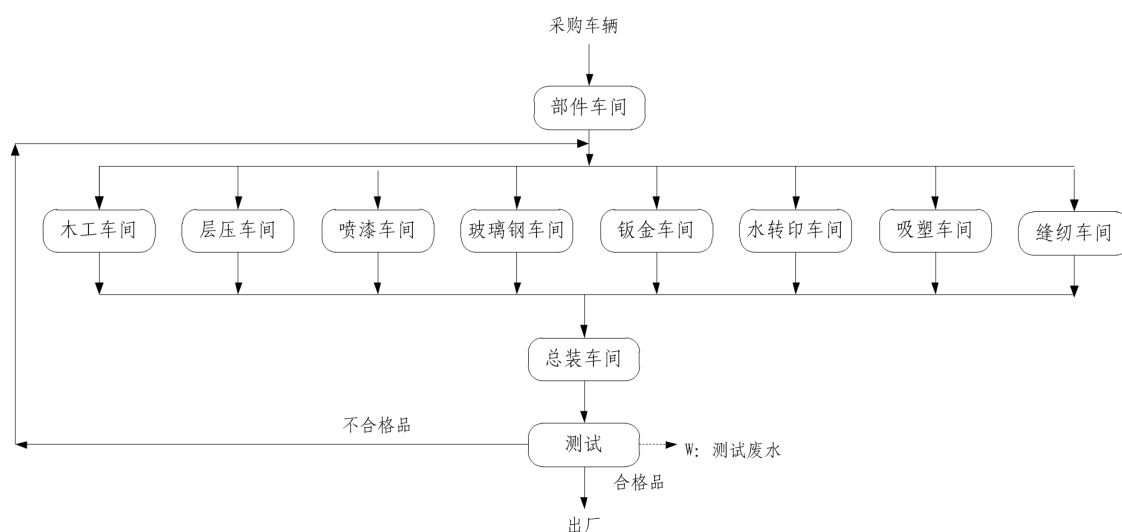 采购车辆
部件车间
木工车间
层压车间
喷漆车间
玻璃钢车间
钣金车间
水转印车间
吸塑车间
缝纫车间
总装车间
不合格品
测试
W: 测试废水
合格品
出厂